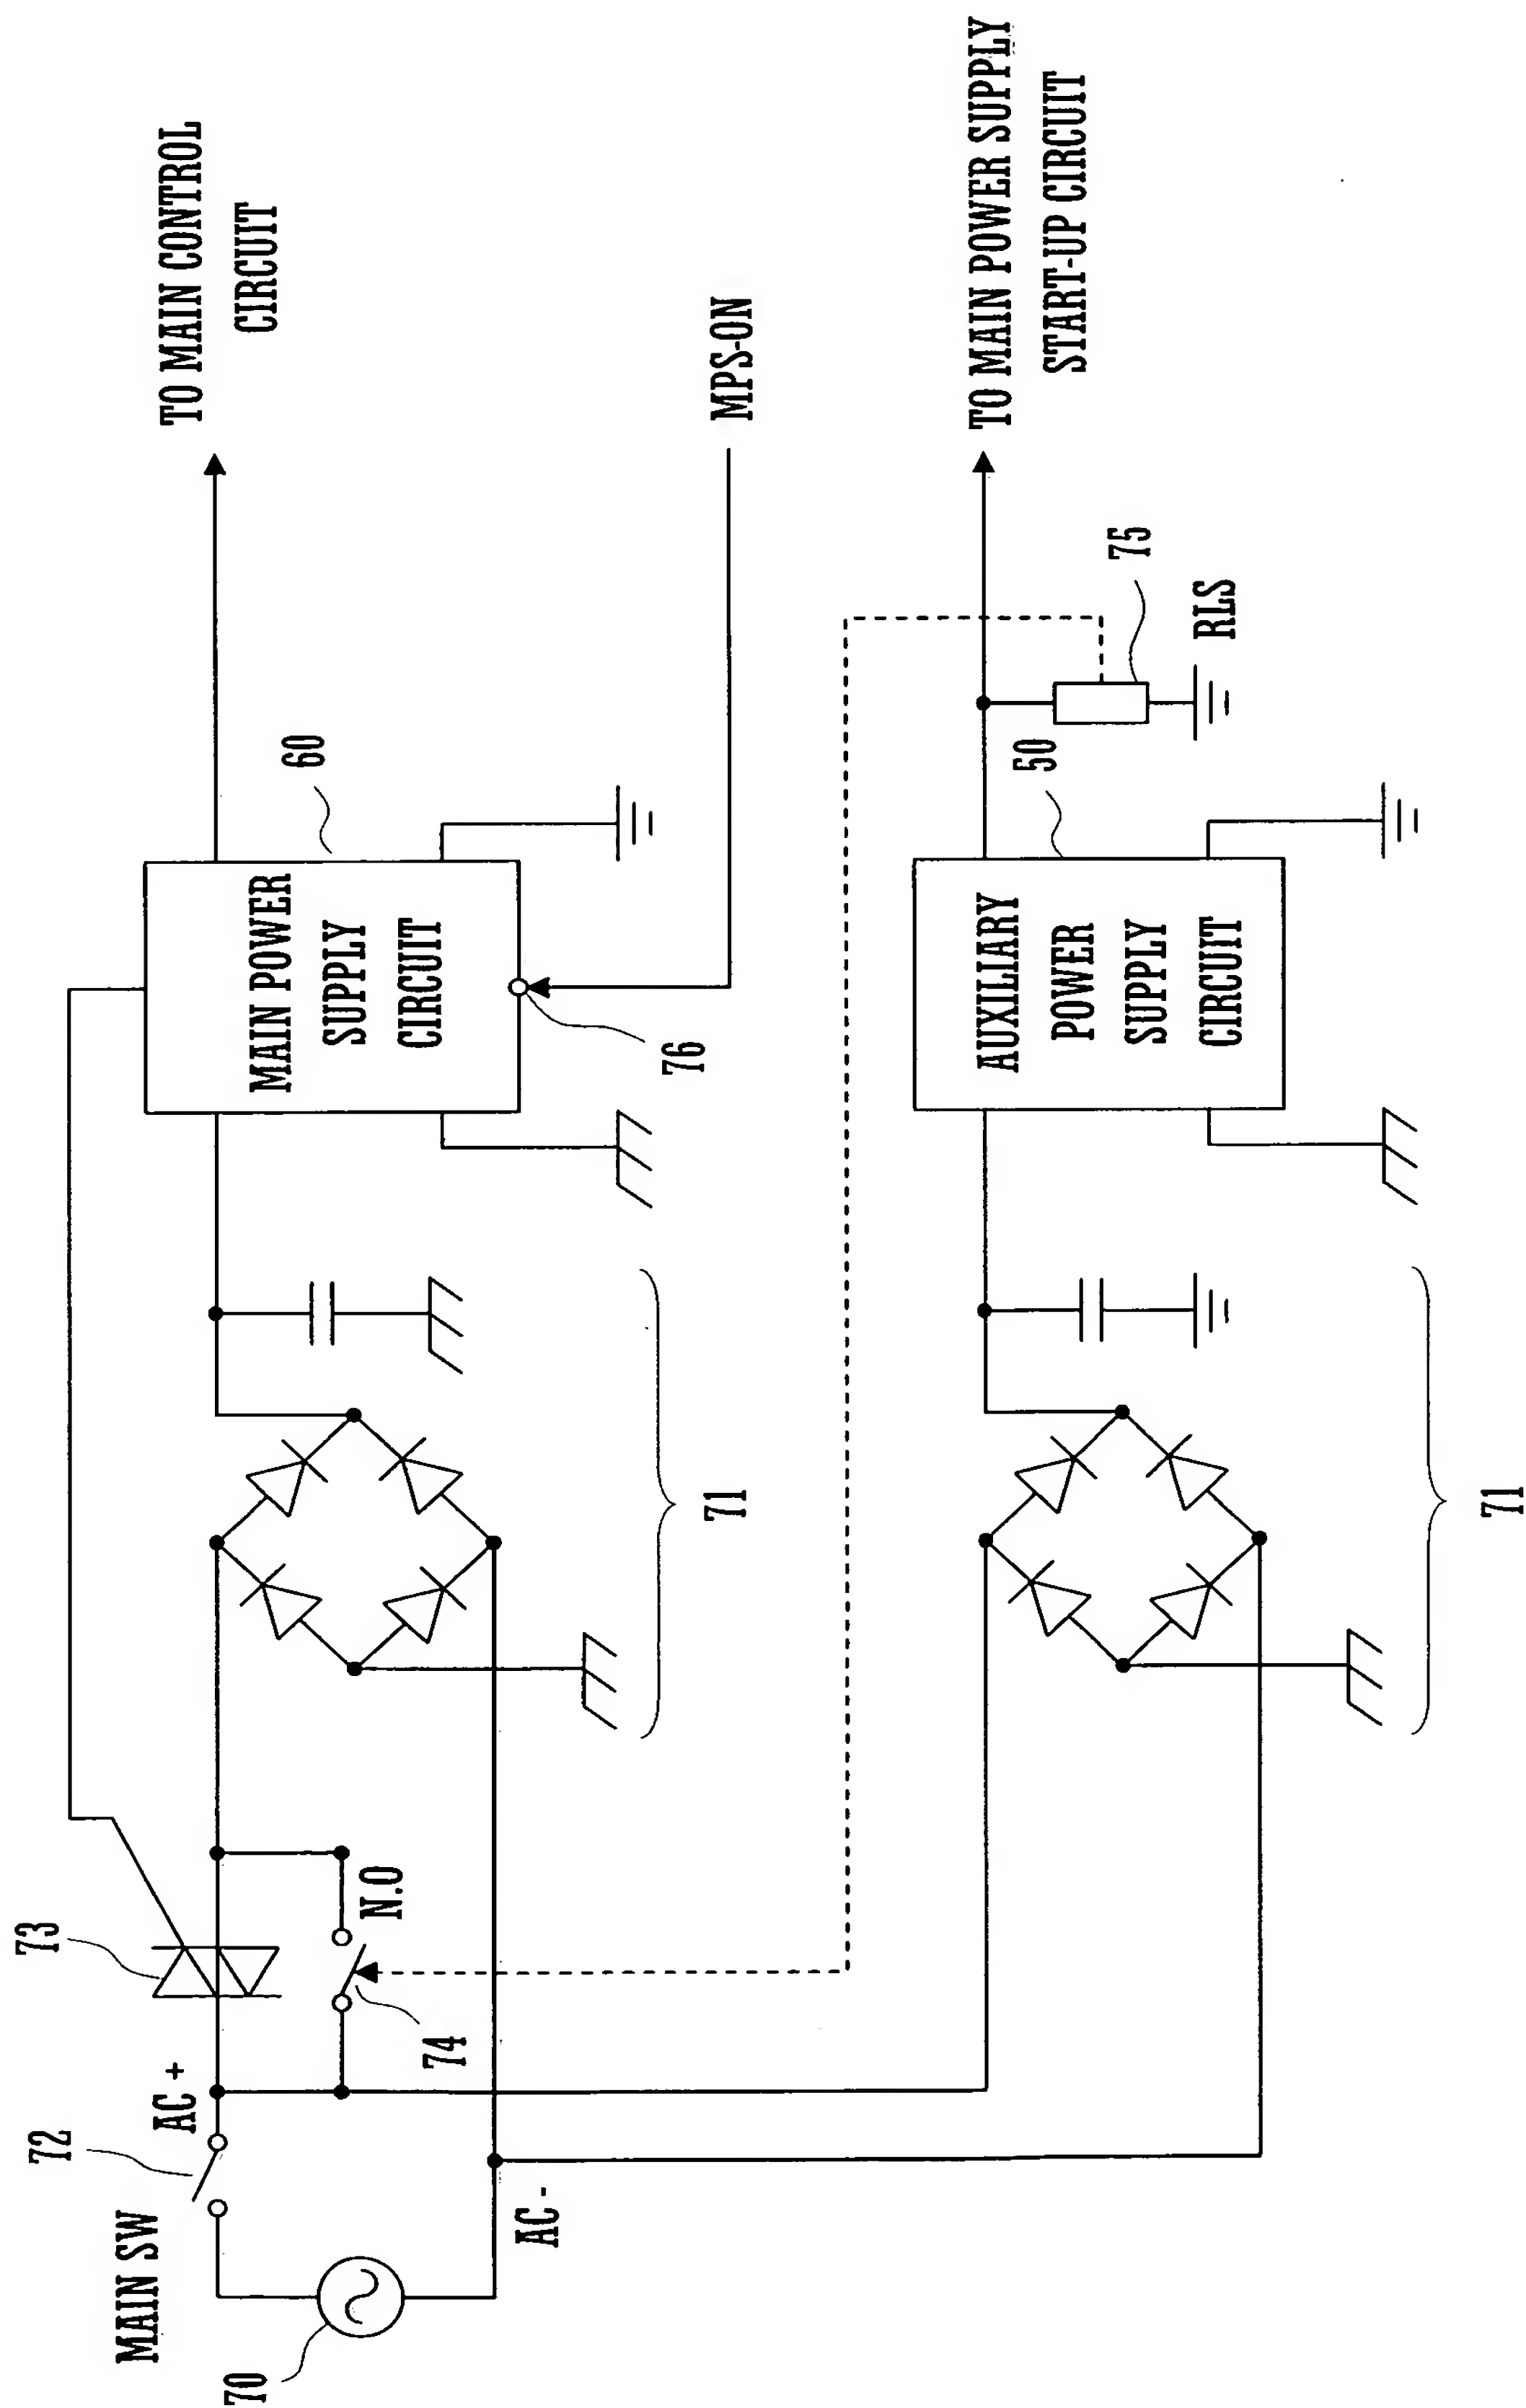 TO MAIN CONTROL
CIRCUIT
60
MAIN POWER
SUPPLY
CIRCUIT
76
MPS-ON
73
72
MAIN SW
AC +
N.O
74
71
70
AC -
TO MAIN POWER SUPPLY
START-UP CIRCUIT
75
RLS
50
AUXILIARY
POWER
SUPPLY
CIRCUIT
71